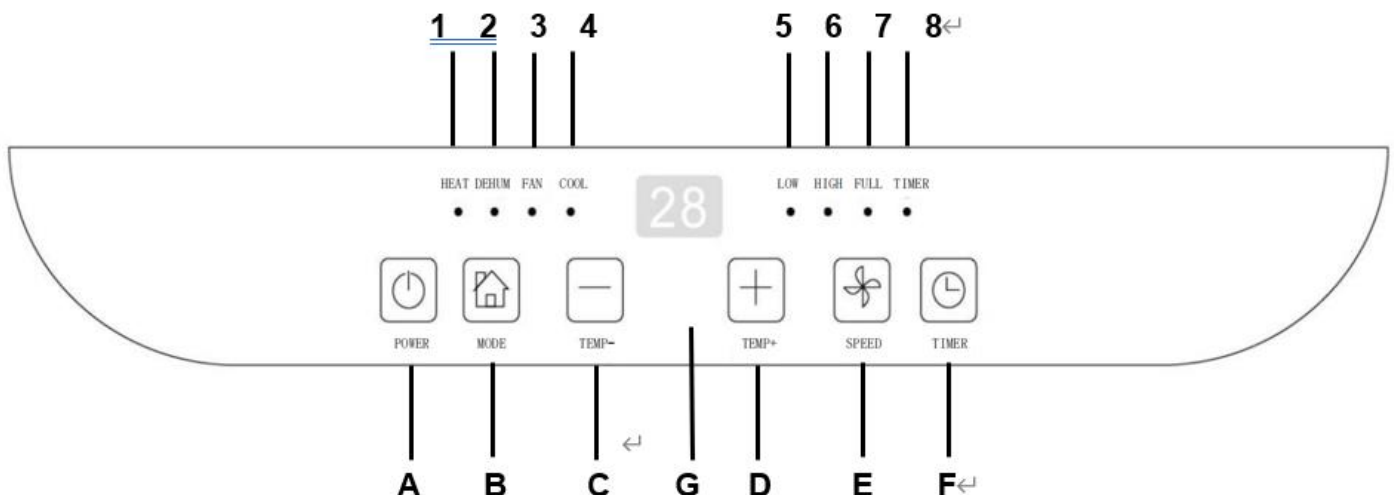 1 2 3 4 5 6 7 8
HEAT DEHUM FAN COOL LOW HIGH FULL TIMER
28
POWER MODE TEMP- TEMP+ SPEED TIMER
A B C G D E F